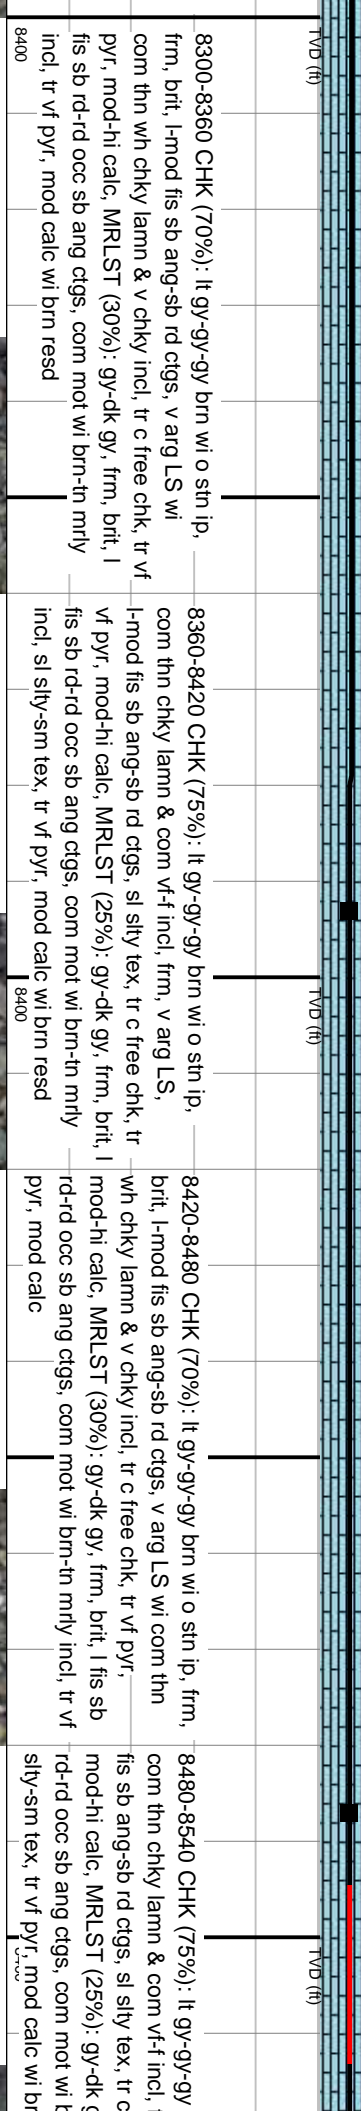 TVD (ft)
8400
8300-8360 CHK (70%): lt gy-gy-gy brn wi o stn ip,
frm, brit, l-mod fis sb ang-sb rd ctgs, v arg LS wi
com thn wh chky lamn & v chky incl, tr c free chk, tr vf
pyr, mod-hi calc, MRLST (30%): gy-dk gy, frm, brit, l
fis sb rd-rd occ sb ang ctgs, com mot wi brn-tn mrly
incl, tr vf pyr, mod calc wi brn resd
8360-8420 CHK (75%): lt gy-gy-gy brn wi o stn ip,
com thn chky lamn & com vf-f incl, frm, v arg LS,
l-mod fis sb ang-sb rd ctgs, sl slty tex, tr c free chk, tr
vf pyr, mod-hi calc, MRLST (25%): gy-dk gy, frm, brit, l
fis sb rd-rd occ sb ang ctgs, com mot wi brn-tn mrly
incl, sl slty-sm tex, tr vf pyr, mod calc wi brn resd
TVD (ft)
8400
8420-8480 CHK (70%): lt gy-gy-gy brn wi o stn ip, frm,
brit, l-mod fis sb ang-sb rd ctgs, v arg LS wi com thn
wh chky lamn & v chky incl, tr c free chk, tr vf pyr,
mod-hi calc, MRLST (30%): gy-dk gy, frm, brit, l fis sb
rd-rd occ sb ang ctgs, com mot wi brn-tn mrly incl, tr vf
pyr, mod calc
8480-8540 CHK (75%): lt gy-gy-gy
com thn chky lamn & com vf-f incl,
fis sb ang-sb rd ctgs, sl slty tex, tr c
mod-hi calc, MRLST (25%): gy-dk
rd-rd occ sb ang ctgs, com mot wi
slty-sm tex, tr vf pyr, mod calc wi
TVD (ft)